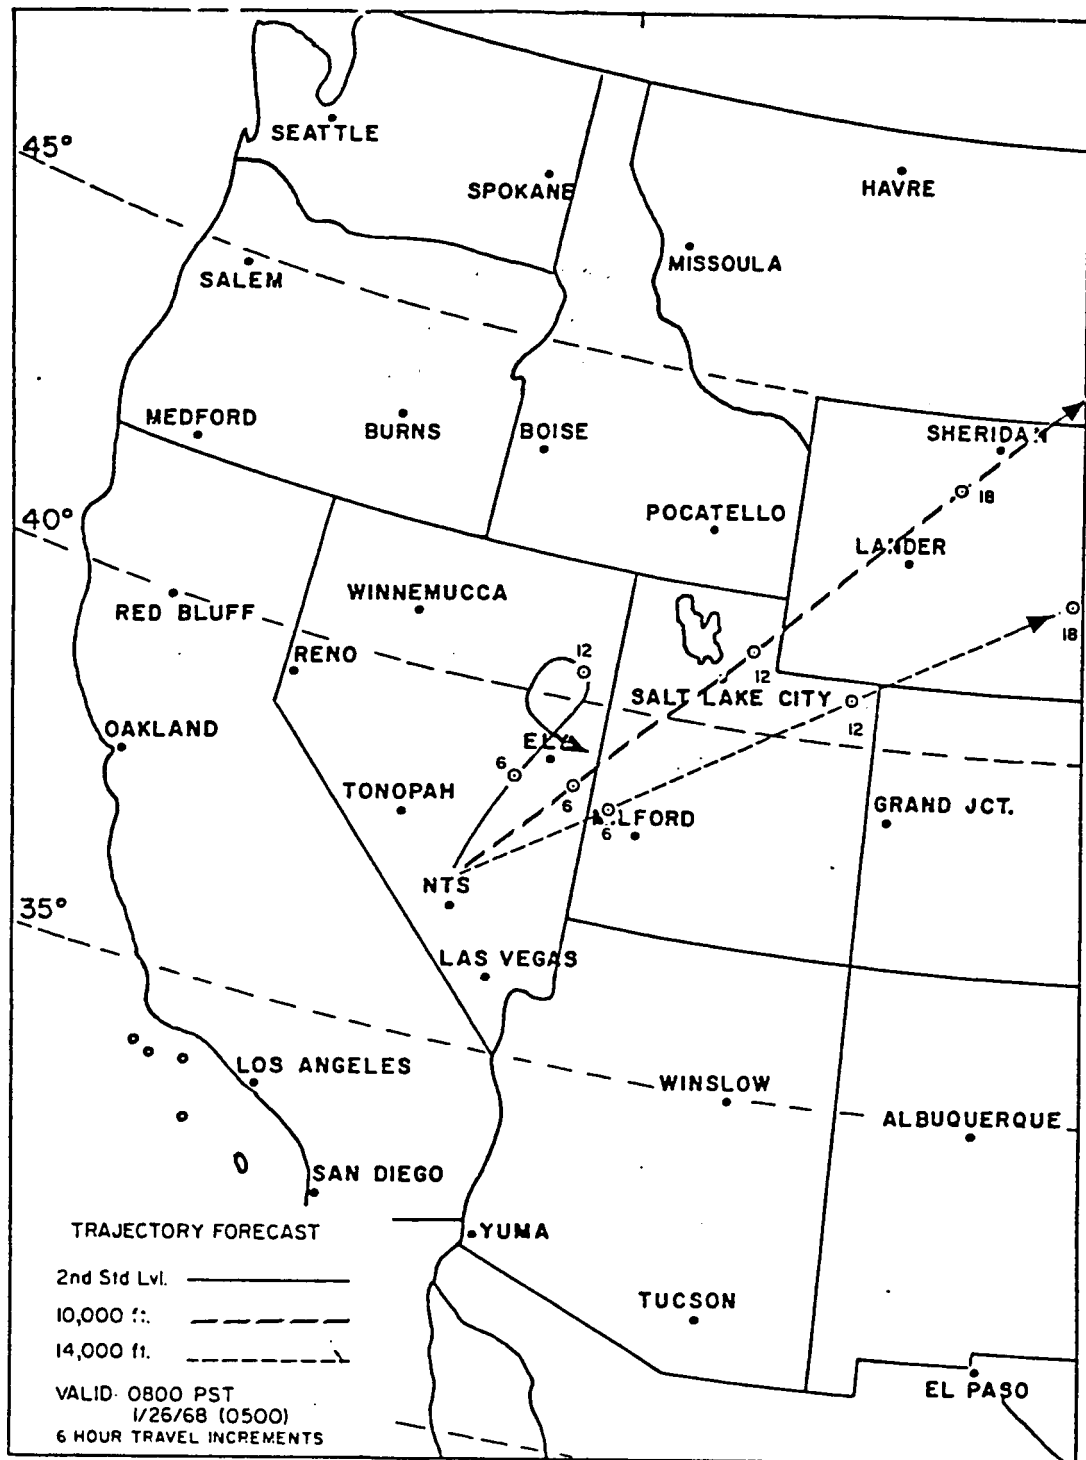 45°
SEATTLE
SPOKANE
HAVRE
MISSOULA
SALEM
MEDFORD
BURNS
BOISE
SHERIDAN
18
POCATELLO
LANDER
40°
RED BLUFF
WINNEMUCCA
18
RENO
12
12
SALT LAKE CITY
12
OAKLAND
ELY
6
TONOPAH
6
MILFORD
6
GRAND JCT.
NTS
35°
LAS VEGAS
LOS ANGELES
WINSLOW
ALBUQUERQUE
SAN DIEGO
YUMA
TUCSON
EL PASO
TRAJECTORY FORECAST
2nd Std Lvl.
10,000 ft.
14,000 ft.
VALID: 0800 PST
1/26/68 (0500)
6 HOUR TRAVEL INCREMENTS